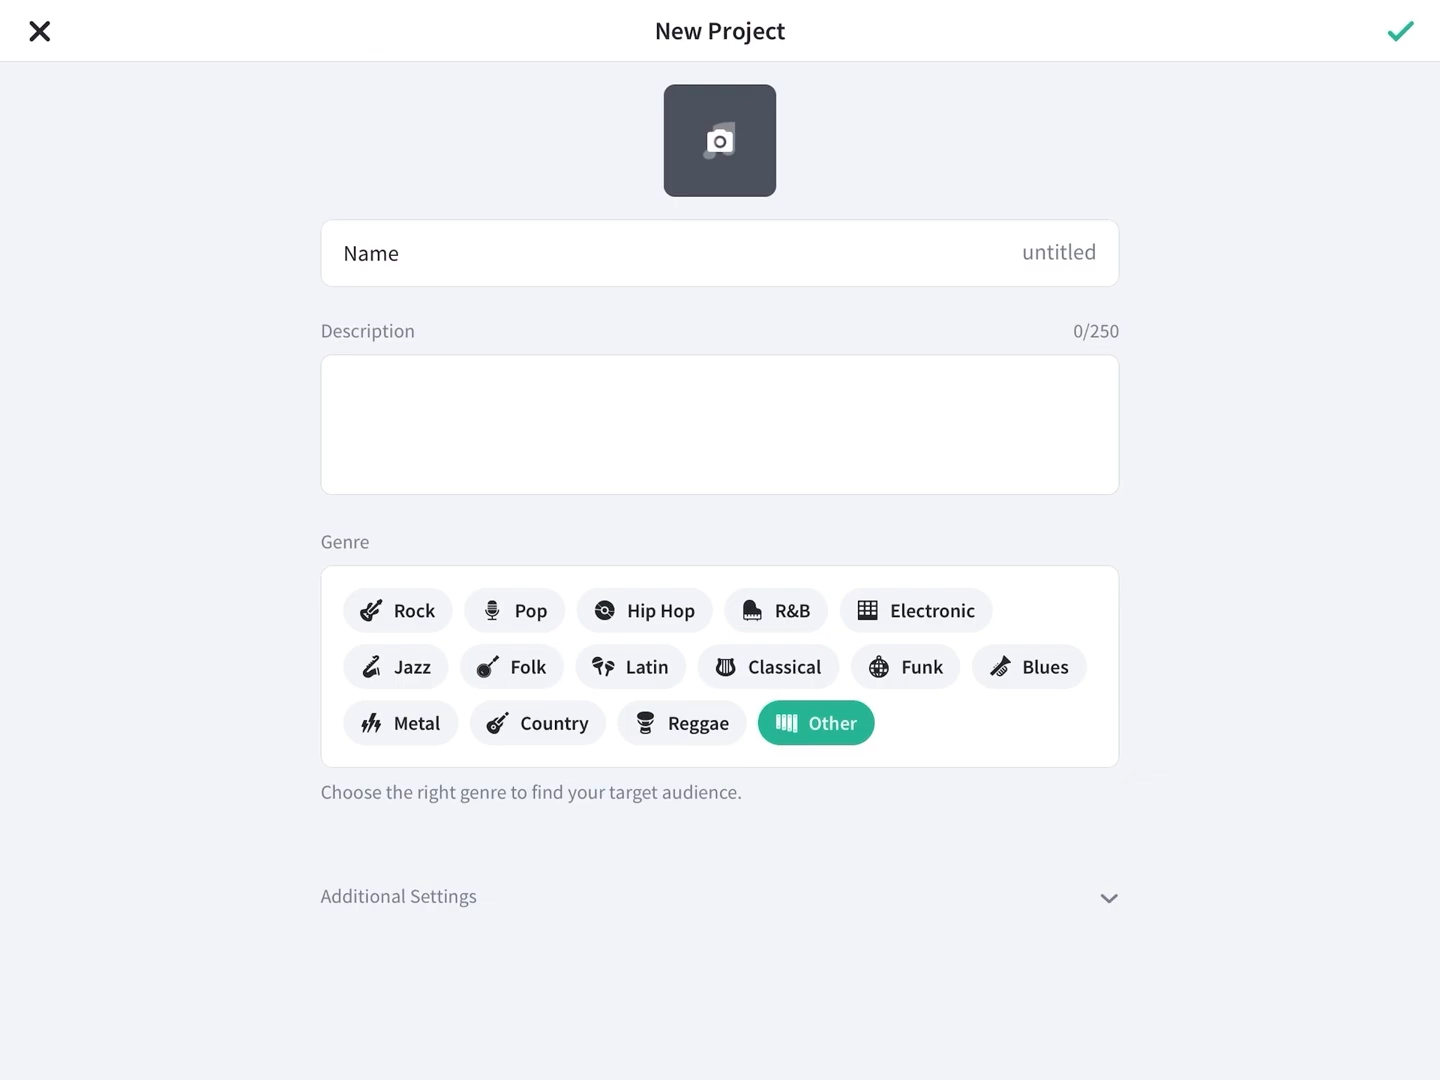 New Project
Name untitled
Description 0/250
Genre
Rock Pop Hip Hop R&B Electronic
Jazz Folk Latin Classical Funk Blues
Metal Country Reggae Other
Choose the right genre to find your target audience.
Additional Settings